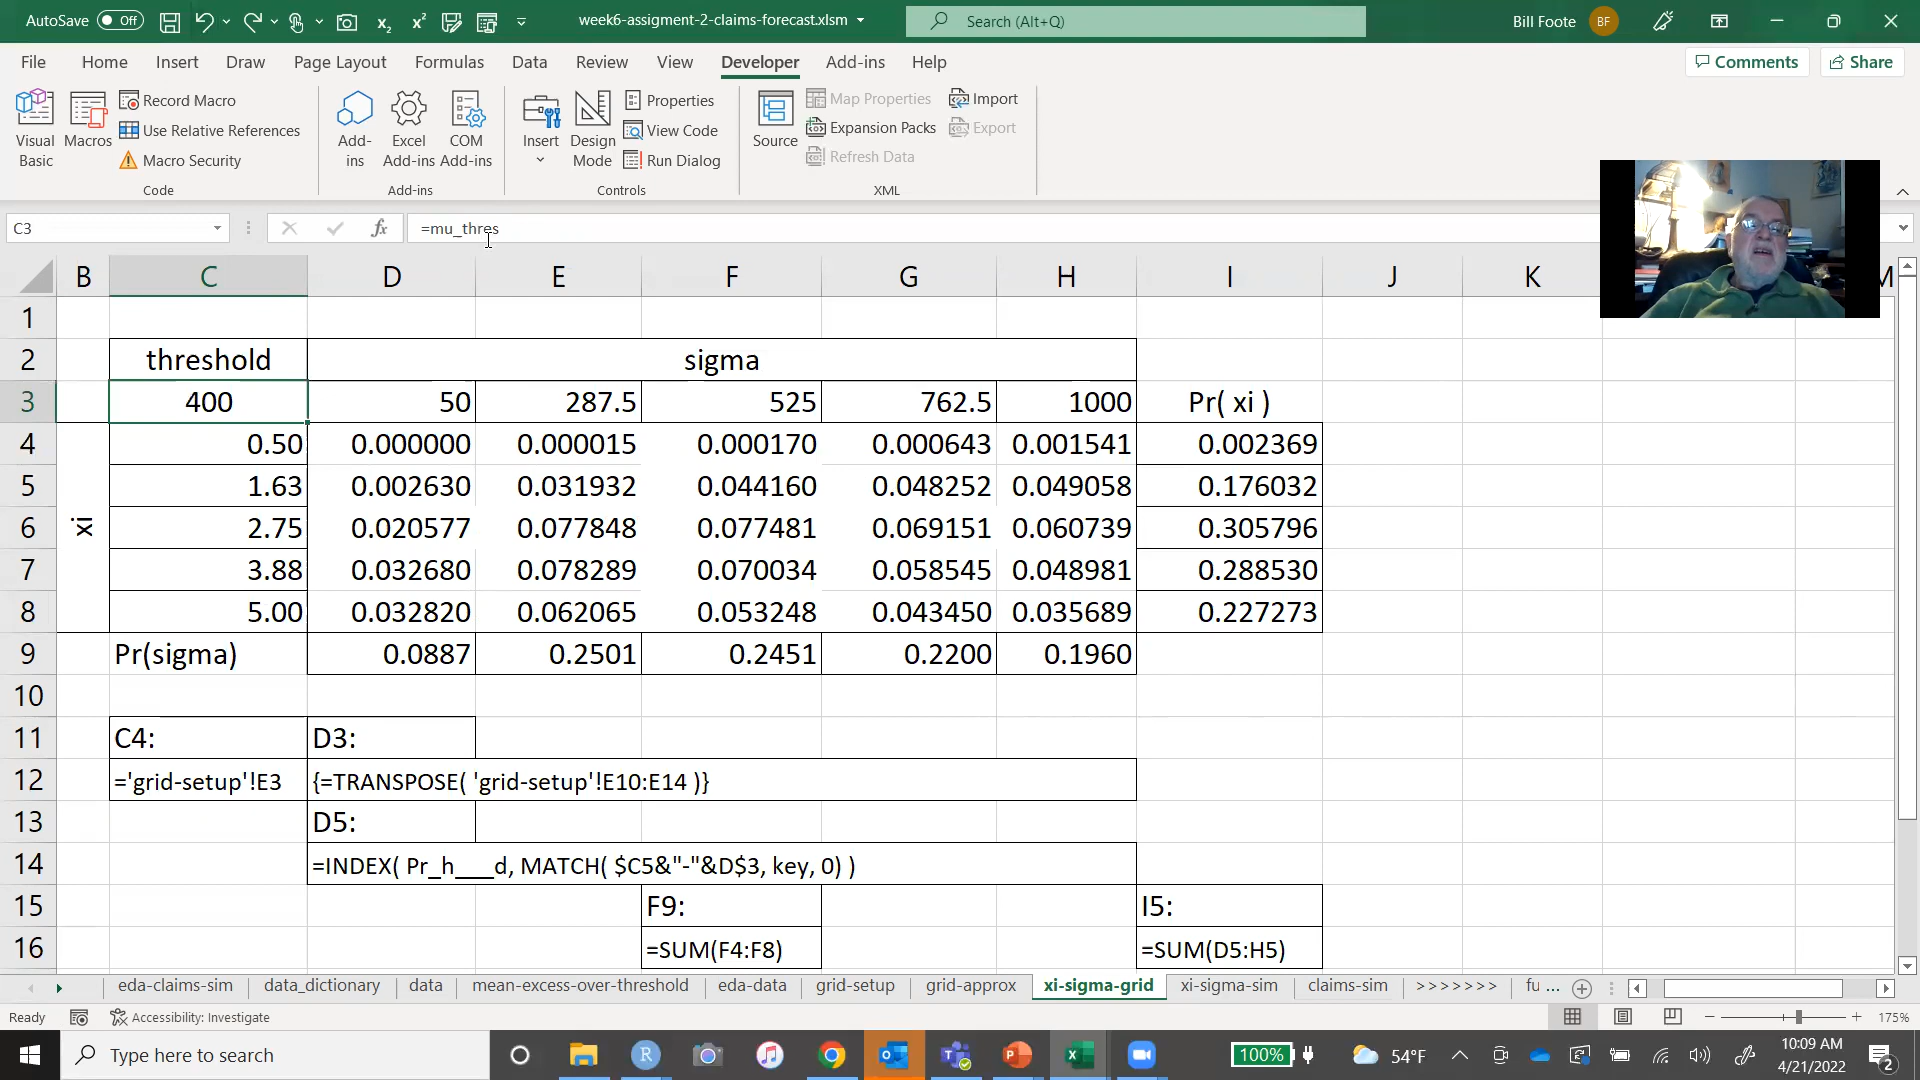 AutoSave Off week6-assigment-2-claims-forecast.xlsm Search (Alt+Q) Bill Foote BF
File Home Insert Draw Page Layout Formulas Data Review View Developer Add-ins Help Comments Share
Visual Basic
Macros
Record Macro
Use Relative References
Macro Security
Code
Add-ins
Excel Add-ins
COM Add-ins
Add-ins
Insert
Design Mode
Properties
View Code
Run Dialog
Controls
Source
Map Properties
Expansion Packs
Refresh Data
Import
Export
XML
C3 fx =mu_thres
B C D E F G H I J K M
1
2 threshold sigma
3 400 50 287.5 525 762.5 1000 Pr( xi )
4 0.50 0.000000 0.000015 0.000170 0.000643 0.001541 0.002369
5 1.63 0.002630 0.031932 0.044160 0.048252 0.049058 0.176032
6 xi 2.75 0.020577 0.077848 0.077481 0.069151 0.060739 0.305796
7 3.88 0.032680 0.078289 0.070034 0.058545 0.048981 0.288530
8 5.00 0.032820 0.062065 0.053248 0.043450 0.035689 0.227273
9 Pr(sigma) 0.0887 0.2501 0.2451 0.2200 0.1960
10
11 C4: D3:
12 ='grid-setup'!E3 {=TRANSPOSE( 'grid-setup'!E10:E14 )}
13 D5:
14 =INDEX( Pr_h___d, MATCH( $C5&"-"&D$3, key, 0) )
15 F9: I5:
16 =SUM(F4:F8) =SUM(D5:H5)
eda-claims-sim data_dictionary data mean-excess-over-threshold eda-data grid-setup grid-approx xi-sigma-grid xi-sigma-sim claims-sim >>>>>>> fu ...
Ready Accessibility: Investigate 175%
Type here to search 100% 54°F 10:09 AM
4/21/2022 2